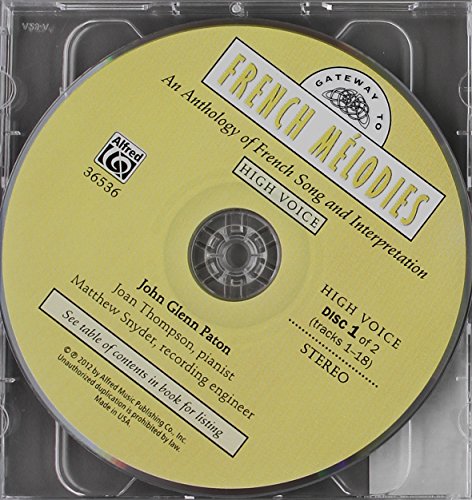 GATEWAY TO
FRENCH MÉLODIES
An Anthology of French Song and Interpretation
HIGH VOICE
Alfred
36536
HIGH VOICE
DISC 1 of 2
(tracks 1–18)
STEREO
John Glenn Paton
Joan Thompson, pianist
Matthew Snyder, recording engineer
See table of contents in book for listing
© ℗ 2012 by Alfred Music Publishing Co., Inc.
Unauthorized duplication is prohibited by law.
Made in USA.